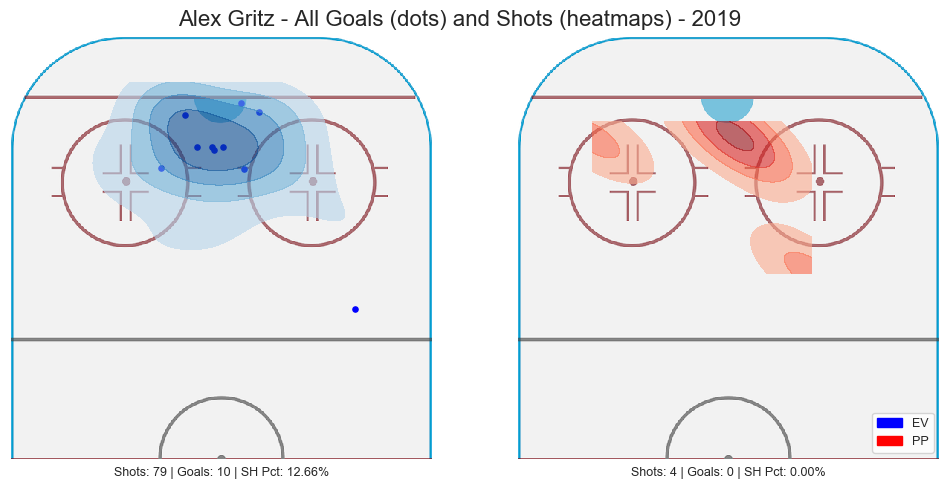 Alex Gritz - All Goals (dots) and Shots (heatmaps) - 2019
EV
PP
Shots: 79 | Goals: 10 | SH Pct: 12.66%
Shots: 4 | Goals: 0 | SH Pct: 0.00%